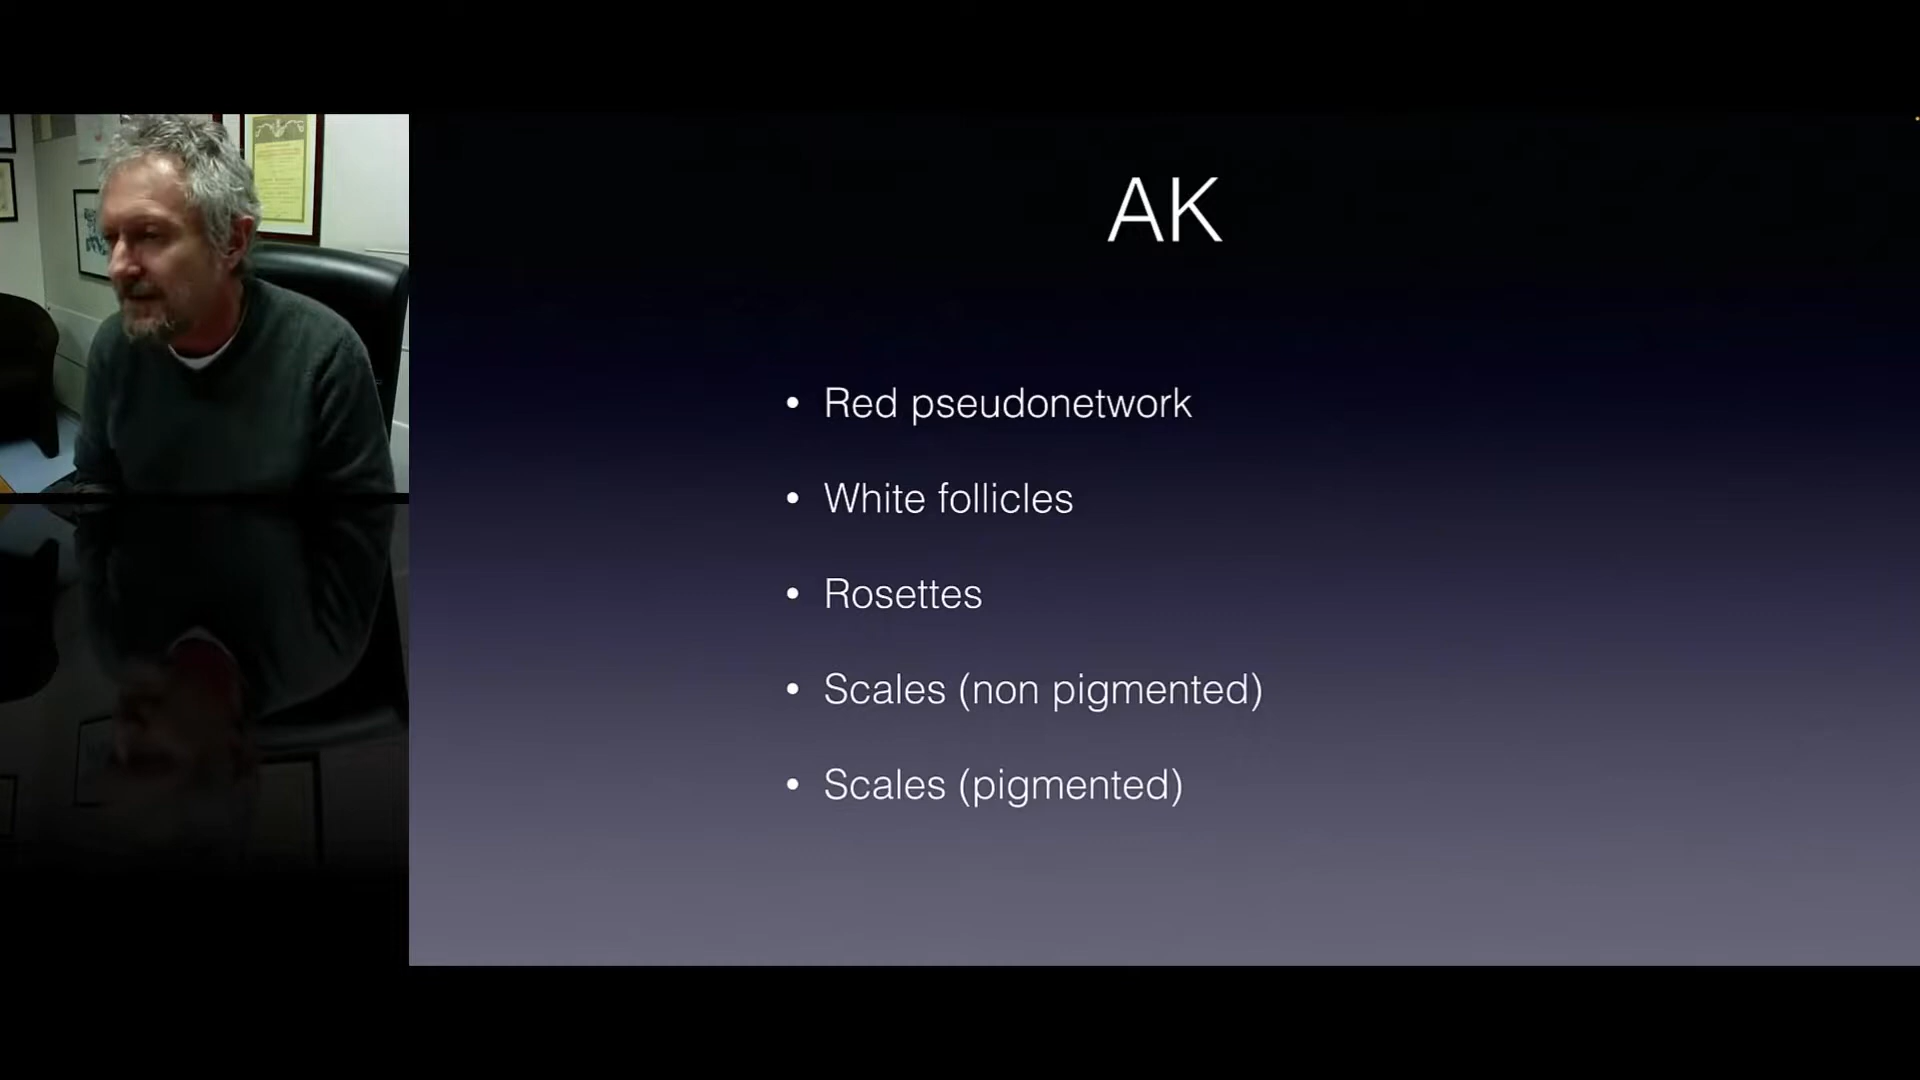 AK
• Red pseudonetwork
• White follicles
• Rosettes
• Scales (non pigmented)
• Scales (pigmented)